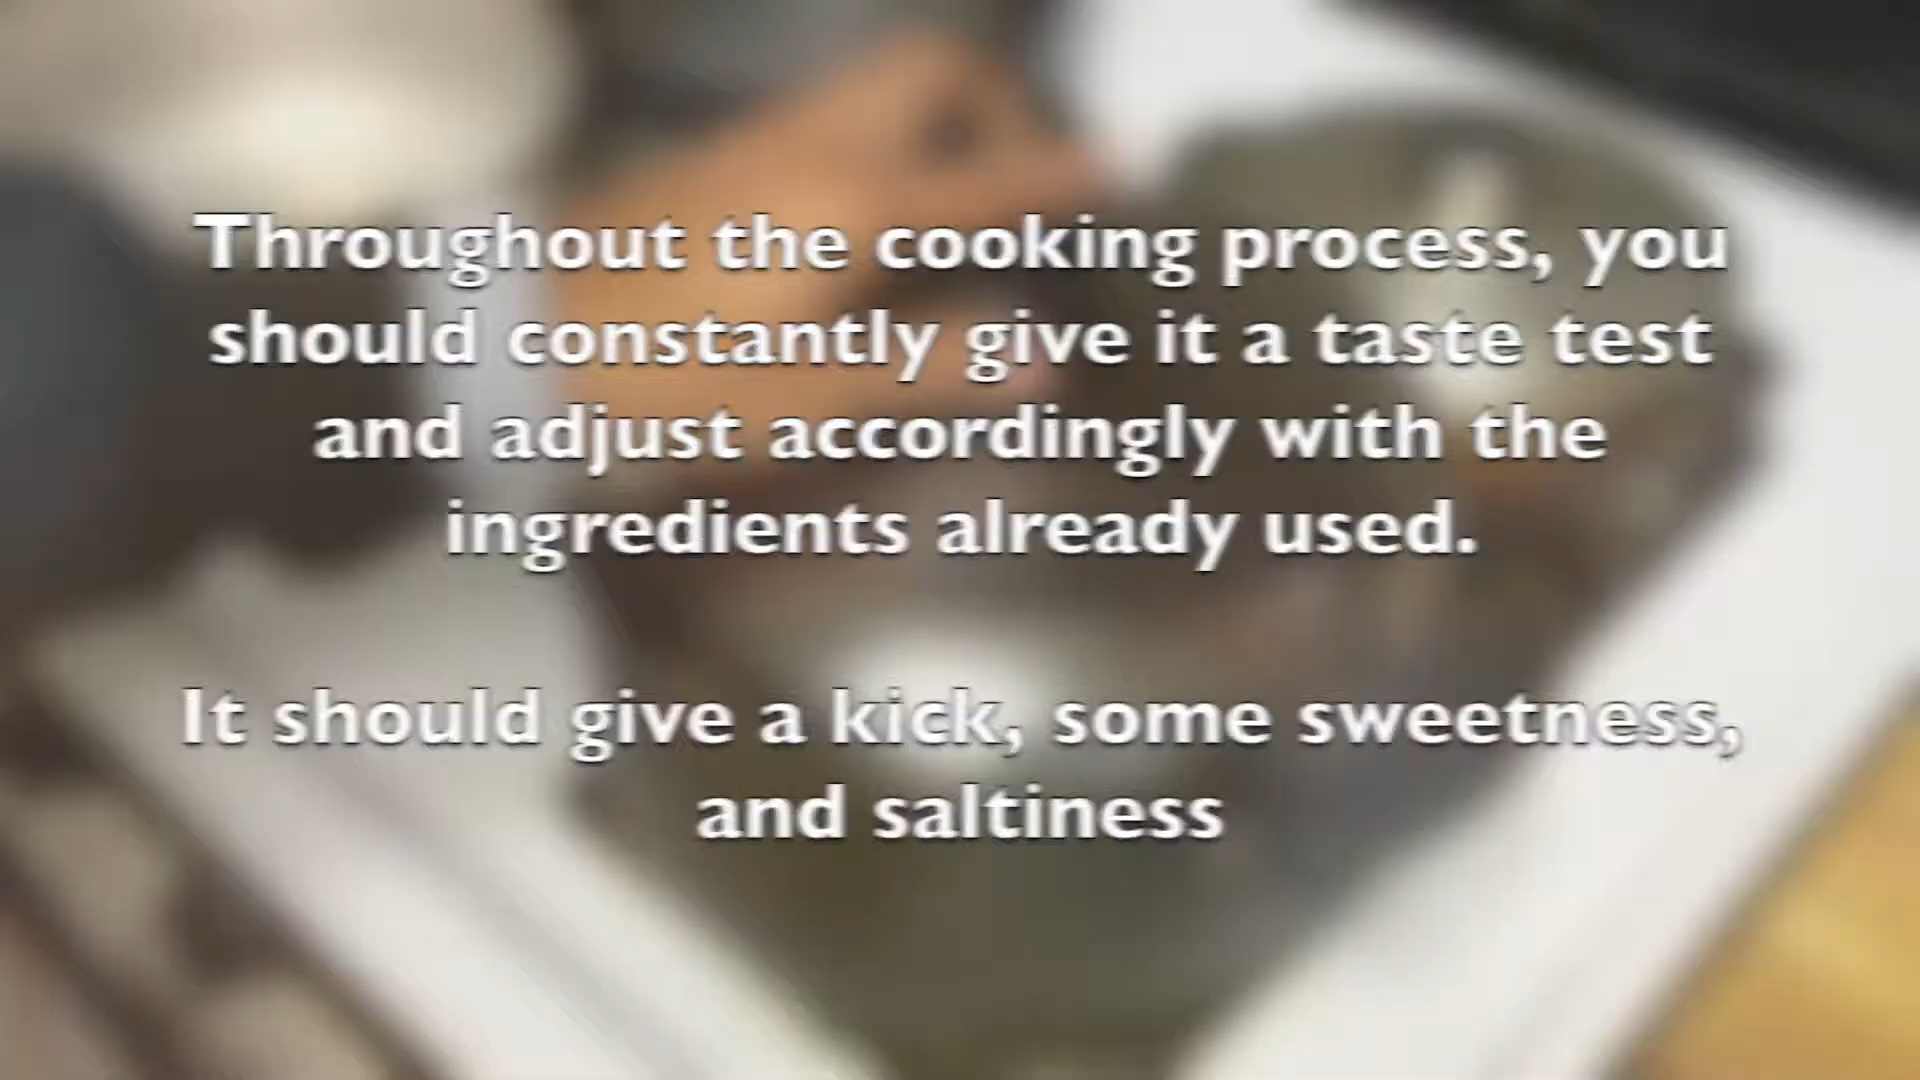 Throughout the cooking process, you
should constantly give it a taste test
and adjust accordingly with the
ingredients already used.
It should give a kick, some sweetness,
and saltiness